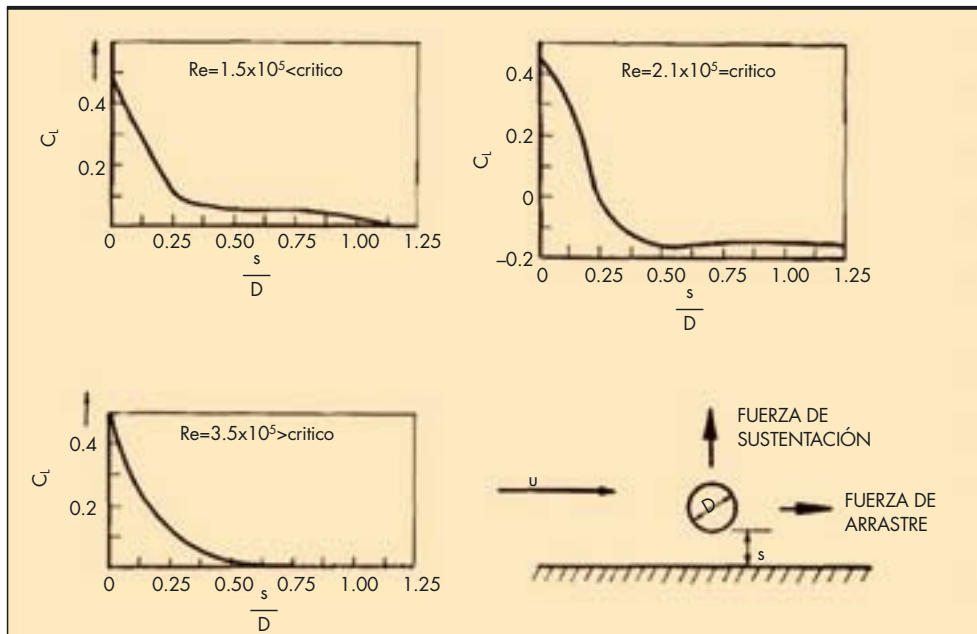 Re=1.5x10⁵<critico
C_L
0.4
0.2
0 0.25 0.50 0.75 1.00 1.25
s
D
Re=2.1x10⁵=critico
C_L
0.4
0.2
0
–0.2
0 0.25 0.50 0.75 1.00 1.25
s
D
Re=3.5x10⁵>critico
C_L
0.4
0.2
0 0.25 0.50 0.75 1.00 1.25
s
D
FUERZA DE
SUSTENTACIÓN
u
D
FUERZA DE
ARRASTRE
s